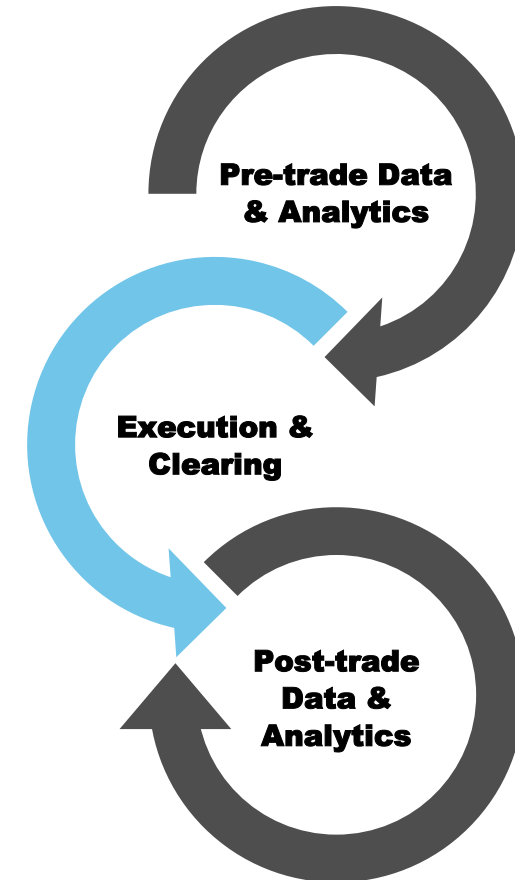 Pre-trade Data
& Analytics
Execution &
Clearing
Post-trade
Data &
Analytics